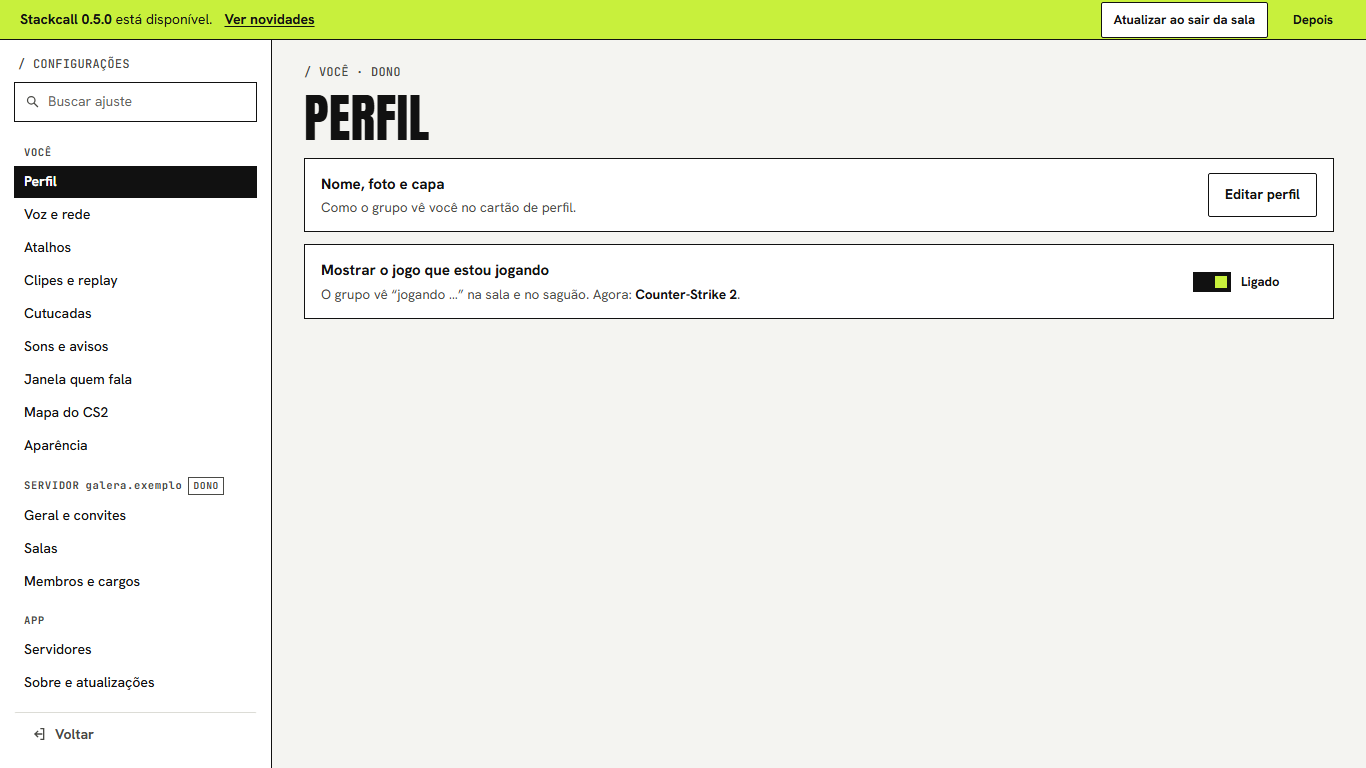 Stackcall 0.5.0 está disponível. Ver novidades
Atualizar ao sair da sala
Depois
/ CONFIGURAÇÕES
Buscar ajuste
VOCÊ
Perfil
Voz e rede
Atalhos
Clipes e replay
Cutucadas
Sons e avisos
Janela quem fala
Mapa do CS2
Aparência
SERVIDOR galera.exemplo DONO
Geral e convites
Salas
Membros e cargos
APP
Servidores
Sobre e atualizações
Voltar
/ VOCÊ · DONO
PERFIL
Nome, foto e capa
Como o grupo vê você no cartão de perfil.
Editar perfil
Mostrar o jogo que estou jogando
O grupo vê “jogando …” na sala e no saguão. Agora: Counter-Strike 2.
Ligado